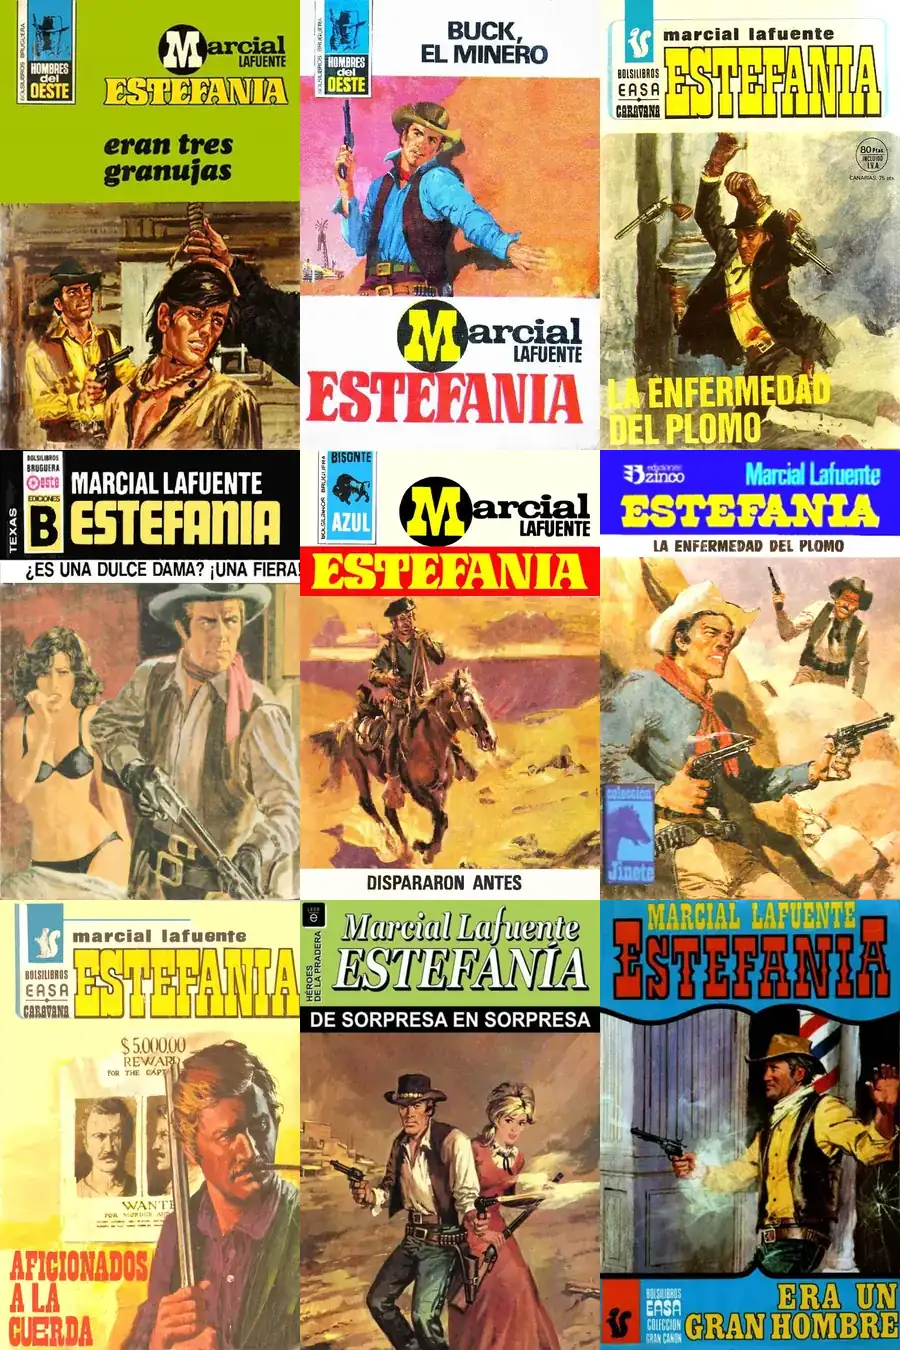 BOLSILIBROS BRUGUERA
HOMBRES
del
OESTE
Marcial
LAFUENTE
ESTEFANIA
eran tres
granujas
BOLSILIBROS BRUGUERA
HOMBRES
del
OESTE
BUCK,
EL MINERO
Marcial
LAFUENTE
ESTEFANIA
marcial lafuente
ESTEFANIA
BOLSILIBROS
EASA
CARAVANA
80 Ptas.
INCLUIDO
I.V.A.
CANARIAS, 75 pts.
LA ENFERMEDAD
DEL PLOMO
BOLSILIBROS
BRUGUERA
oeste
EDICIONES
B
TEXAS
MARCIAL LAFUENTE
ESTEFANIA
¿ES UNA DULCE DAMA? ¡UNA FIERA!
BOLSILIBROS BRUGUERA
BISONTE
AZUL
Marcial
LAFUENTE
ESTEFANIA
DISPARARON ANTES
ediciones
zinco
Marcial Lafuente
ESTEFANIA
LA ENFERMEDAD DEL PLOMO
colección
Jinete
marcial lafuente
ESTEFANIA
BOLSILIBROS
EASA
CARAVANA
$5,000.00
REWARD
FOR THE CAPT
WANTE
AFICIONADOS
A LA
CUERDA
HÉROES
DE LA PRADERA
Marcial Lafuente
ESTEFANÍA
DE SORPRESA EN SORPRESA
MARCIAL LAFUENTE
ESTEFANIA
BOLSILIBROS
EASA
COLECCION
GRAN CAÑON
ERA UN
GRAN HOMBRE